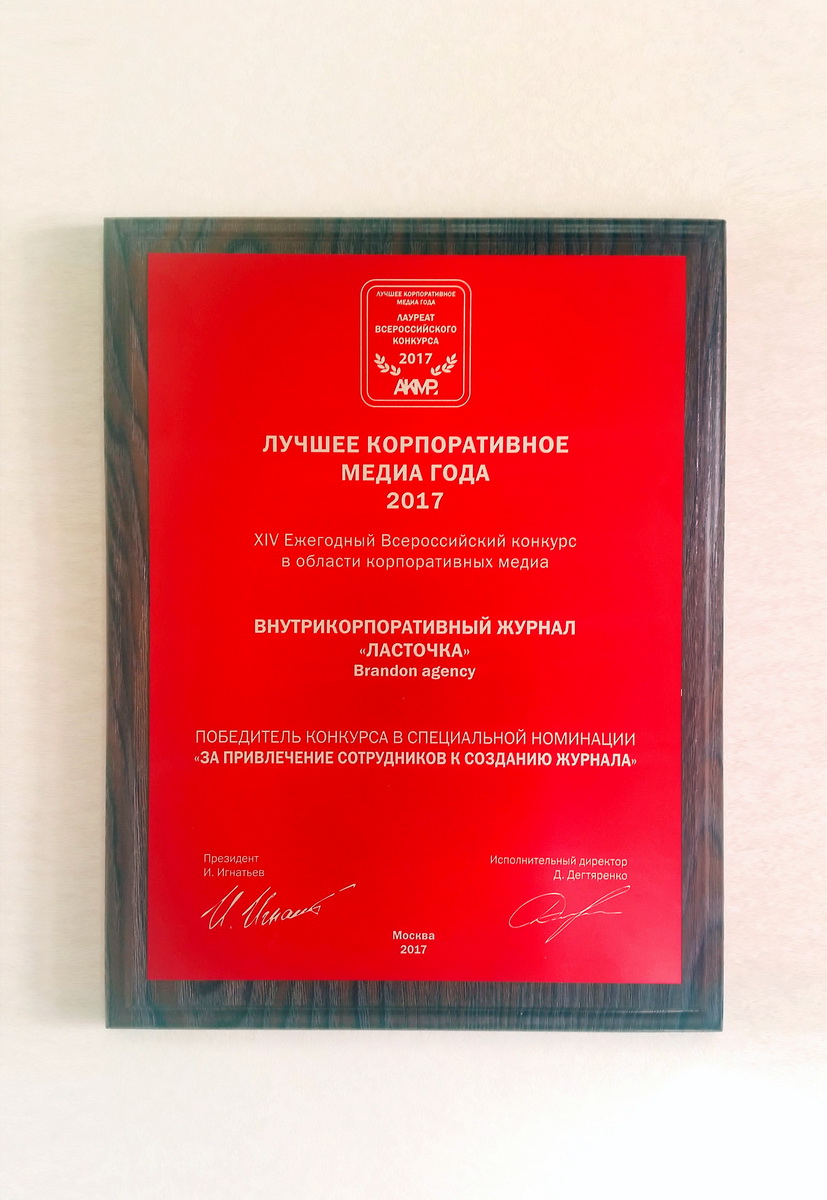 ЛУЧШЕЕ КОРПОРАТИВНОЕ
МЕДИА ГОДА
ЛАУРЕАТ
ВСЕРОССИЙСКОГО
КОНКУРСА
2017
АКМР
ЛУЧШЕЕ КОРПОРАТИВНОЕ
МЕДИА ГОДА
2017
XIV Ежегодный Всероссийский конкурс
в области корпоративных медиа
ВНУТРИКОРПОРАТИВНЫЙ ЖУРНАЛ
«ЛАСТОЧКА»
Brandon agency
ПОБЕДИТЕЛЬ КОНКУРСА В СПЕЦИАЛЬНОЙ НОМИНАЦИИ
«ЗА ПРИВЛЕЧЕНИЕ СОТРУДНИКОВ К СОЗДАНИЮ ЖУРНАЛА»
Президент
И. Игнатьев
Исполнительный директор
Д. Дегтяренко
Москва
2017